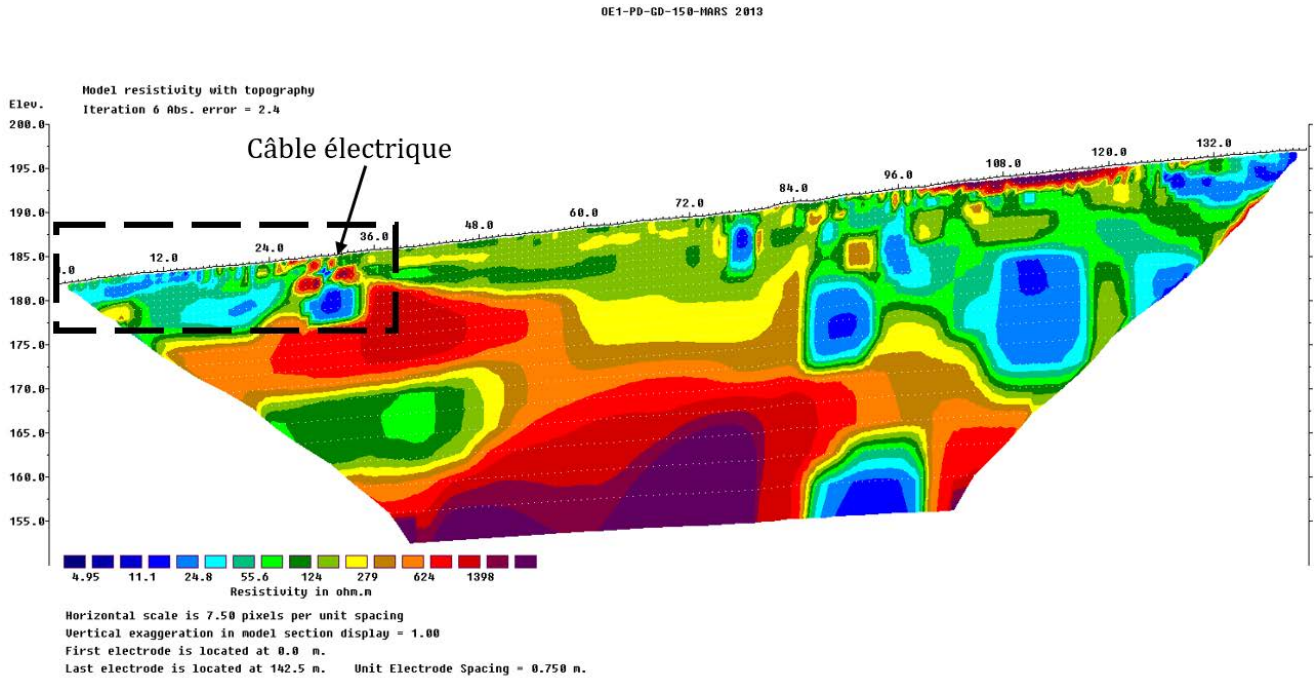 OE1-PD-GD-150-MARS 2013
Model resistivity with topography
Iteration 6 Abs. error = 2.4
Elev.
200.0
Câble électrique
195.0
190.0
185.0
180.0
175.0
170.0
165.0
160.0
155.0
12.0 24.0 36.0 48.0 60.0 72.0 84.0 96.0 108.0 120.0 132.0
4.95 11.1 24.8 55.6 124 279 624 1398
Resistivity in ohm.m
Horizontal scale is 7.50 pixels per unit spacing
Vertical exaggeration in model section display = 1.00
First electrode is located at 0.0 m.
Last electrode is located at 142.5 m. Unit Electrode Spacing = 0.750 m.